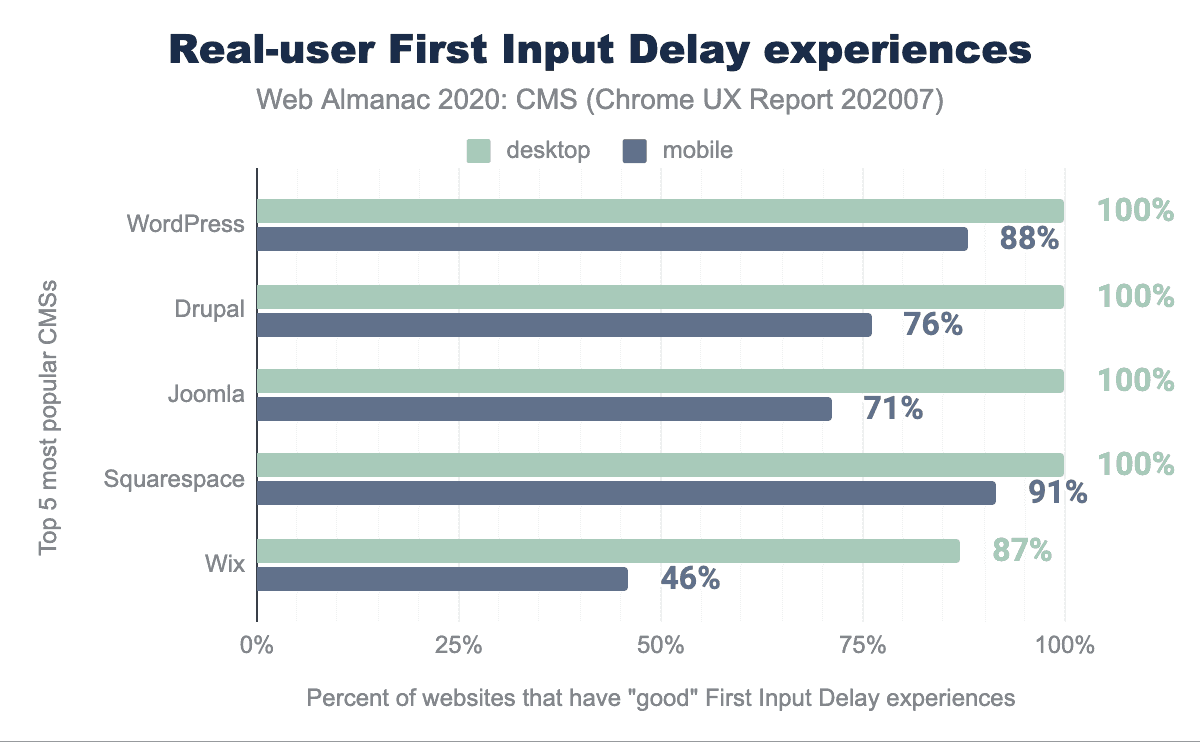 Real-user First Input Delay experiences
Web Almanac 2020: CMS (Chrome UX Report 202007)
desktop mobile
Top 5 most popular CMSs
WordPress 100%
88%
Drupal 100%
76%
Joomla 100%
71%
Squarespace 100%
91%
Wix 87%
46%
0% 25% 50% 75% 100%
Percent of websites that have "good" First Input Delay experiences